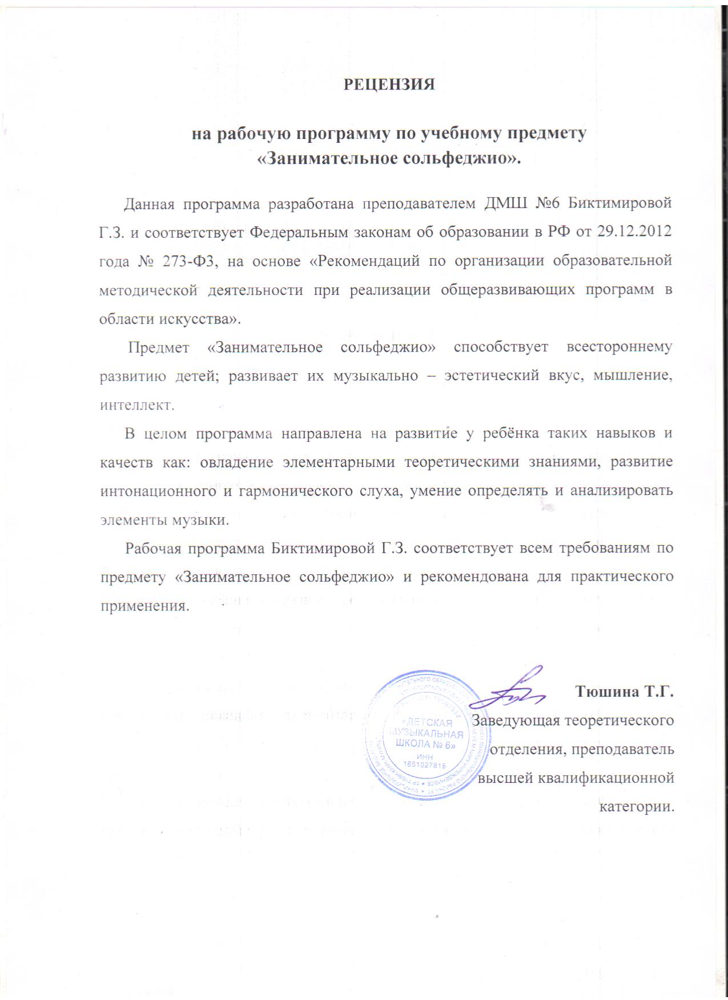 РЕЦЕНЗИЯ
на рабочую программу по учебному предмету
«Занимательное сольфеджио».
Данная программа разработана преподавателем ДМШ №6 Биктимировой
Г.З. и соответствует Федеральным законам об образовании в РФ от 29.12.2012
года № 273-ФЗ, на основе «Рекомендаций по организации образовательной
методической деятельности при реализации общеразвивающих программ в
области искусства».
Предмет «Занимательное сольфеджио» способствует всестороннему
развитию детей; развивает их музыкально – эстетический вкус, мышление,
интеллект.
В целом программа направлена на развитие у ребёнка таких навыков и
качеств как: овладение элементарными теоретическими знаниями, развитие
интонационного и гармонического слуха, умение определять и анализировать
элементы музыки.
Рабочая программа Биктимировой Г.З. соответствует всем требованиям по
предмету «Занимательное сольфеджио» и рекомендована для практического
применения.
Тюшина Т.Г.
Заведующая теоретического
отделения, преподаватель
высшей квалификационной
категории.
«ДЕТСКАЯ
МУЗЫКАЛЬНАЯ
ШКОЛА № 6»
ИНН
1651027815